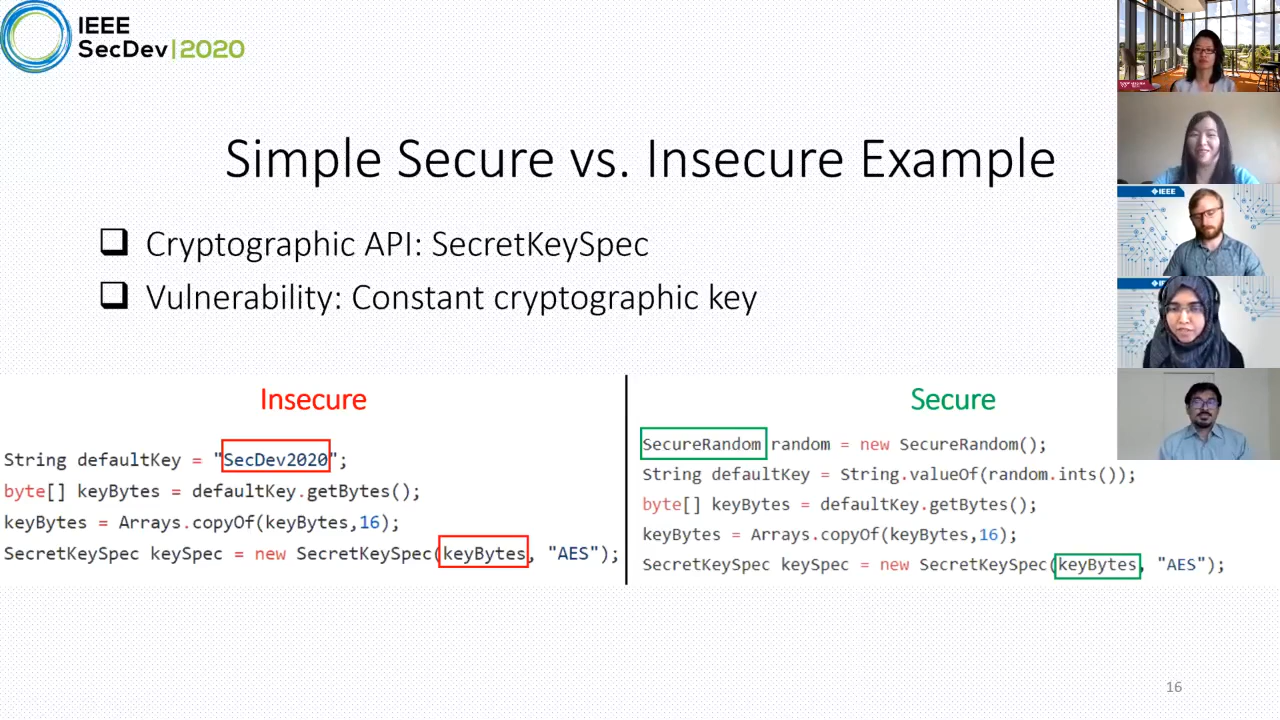 IEEE
SecDev|2020
Simple Secure vs. Insecure Example
Cryptographic API: SecretKeySpec
Vulnerability: Constant cryptographic key
Insecure
String defaultKey = "SecDev2020";
byte[] keyBytes = defaultKey.getBytes();
keyBytes = Arrays.copyOf(keyBytes,16);
SecretKeySpec keySpec = new SecretKeySpec(keyBytes, "AES");
Secure
SecureRandom random = new SecureRandom();
String defaultKey = String.valueOf(random.ints());
byte[] keyBytes = defaultKey.getBytes();
keyBytes = Arrays.copyOf(keyBytes,16);
SecretKeySpec keySpec = new SecretKeySpec(keyBytes, "AES");
IEEE
16